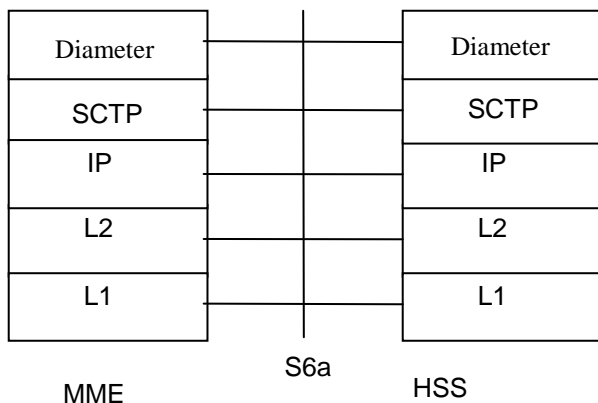 Diameter Diameter
SCTP SCTP
IP IP
L2 L2
L1 L1
S6a
MME HSS